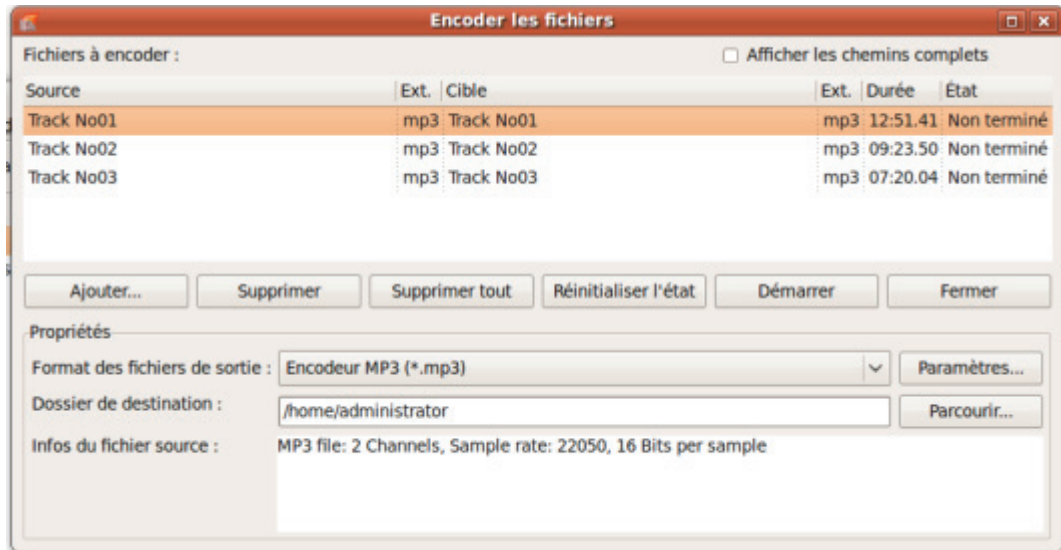 Encoder les fichiers
Fichiers à encoder :
Afficher les chemins complets
Source Ext. Cible Ext. Durée État
Track No01 mp3 Track No01 mp3 12:51.41 Non terminé
Track No02 mp3 Track No02 mp3 09:23.50 Non terminé
Track No03 mp3 Track No03 mp3 07:20.04 Non terminé
Ajouter... Supprimer Supprimer tout Réinitialiser l'état Démarrer Fermer
Propriétés
Format des fichiers de sortie : Encodeur MP3 (*.mp3) Paramètres...
Dossier de destination : /home/administrator Parcourir...
Infos du fichier source : MP3 file: 2 Channels, Sample rate: 22050, 16 Bits per sample